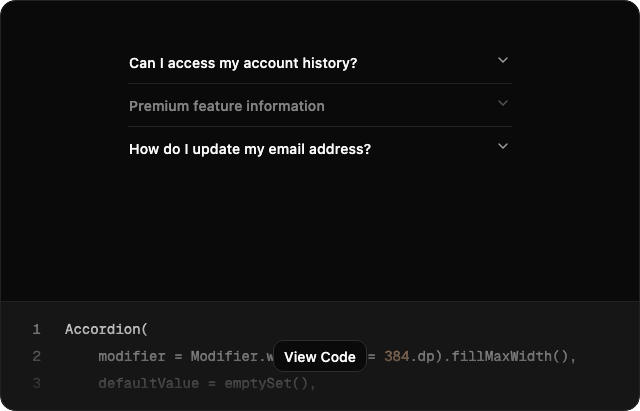 Can I access my account history?
Premium feature information
How do I update my email address?
1 Accordion(
2 modifier = Modifier.w = 384.dp).fillMaxWidth(),
View Code
3 defaultValue = emptySet(),